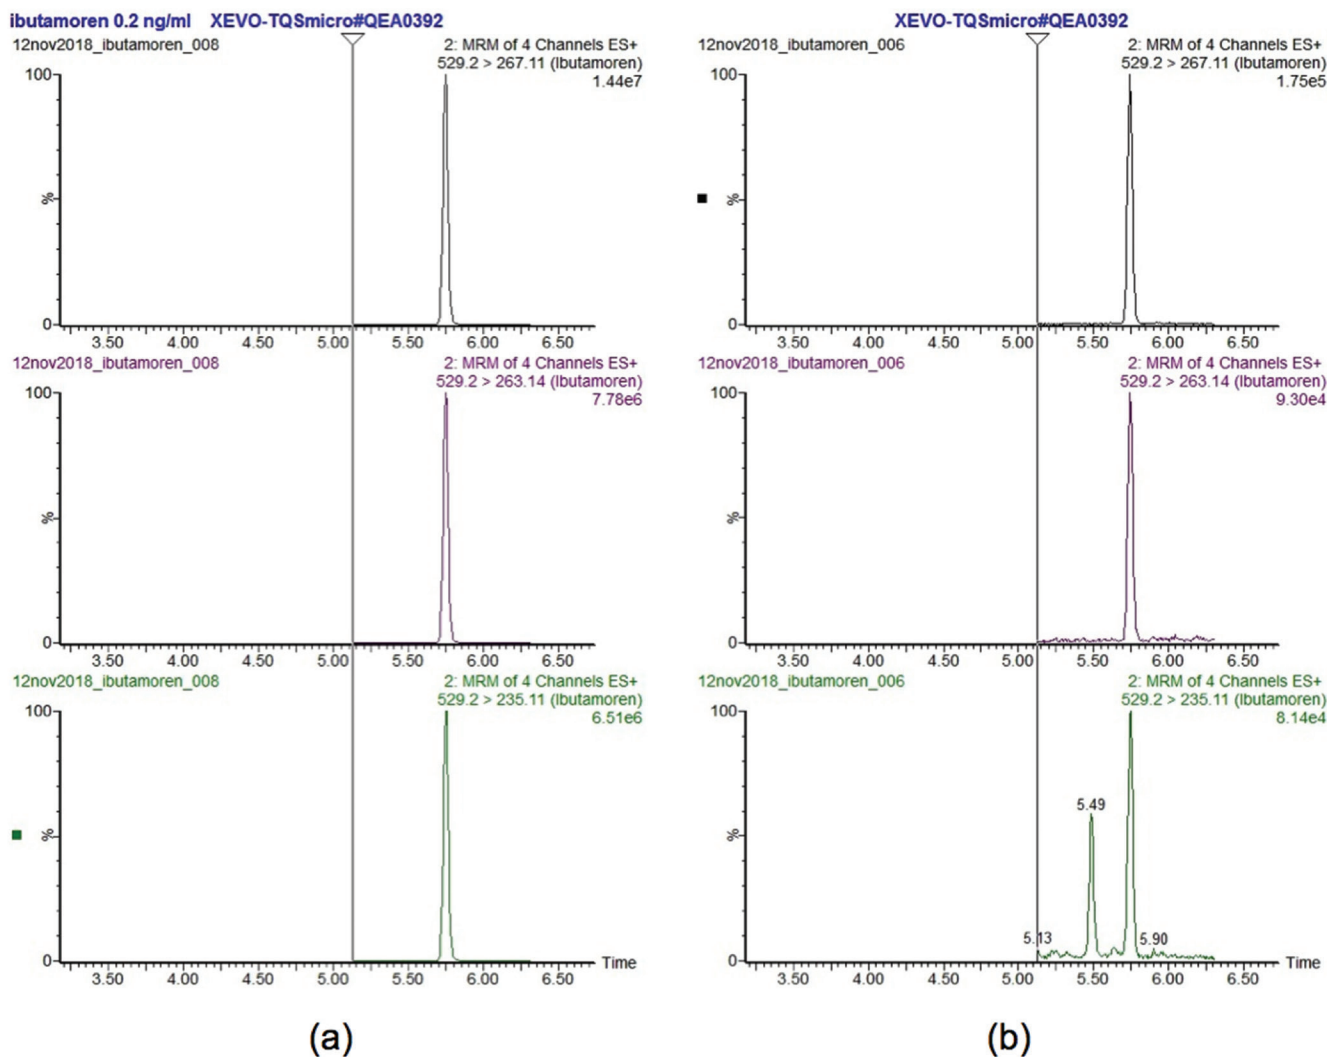 ibutamoren 0.2 ng/ml XEVO-TQSmicro#QEA0392
12nov2018_ibutamoren_008
2: MRM of 4 Channels ES+
529.2 > 267.11 (Ibutamoren)
1.44e7
100
%
0
3.50 4.00 4.50 5.00 5.50 6.00 6.50
12nov2018_ibutamoren_008
2: MRM of 4 Channels ES+
529.2 > 263.14 (Ibutamoren)
7.78e6
100
%
0
3.50 4.00 4.50 5.00 5.50 6.00 6.50
12nov2018_ibutamoren_008
2: MRM of 4 Channels ES+
529.2 > 235.11 (Ibutamoren)
6.51e6
100
%
0
Time
3.50 4.00 4.50 5.00 5.50 6.00 6.50
(a)
XEVO-TQSmicro#QEA0392
12nov2018_ibutamoren_006
2: MRM of 4 Channels ES+
529.2 > 267.11 (Ibutamoren)
1.75e5
100
%
0
3.50 4.00 4.50 5.00 5.50 6.00 6.50
12nov2018_ibutamoren_006
2: MRM of 4 Channels ES+
529.2 > 263.14 (Ibutamoren)
9.30e4
100
%
0
3.50 4.00 4.50 5.00 5.50 6.00 6.50
12nov2018_ibutamoren_006
2: MRM of 4 Channels ES+
529.2 > 235.11 (Ibutamoren)
8.14e4
100
5.49
%
5.13 5.90
0
Time
3.50 4.00 4.50 5.00 5.50 6.00 6.50
(b)